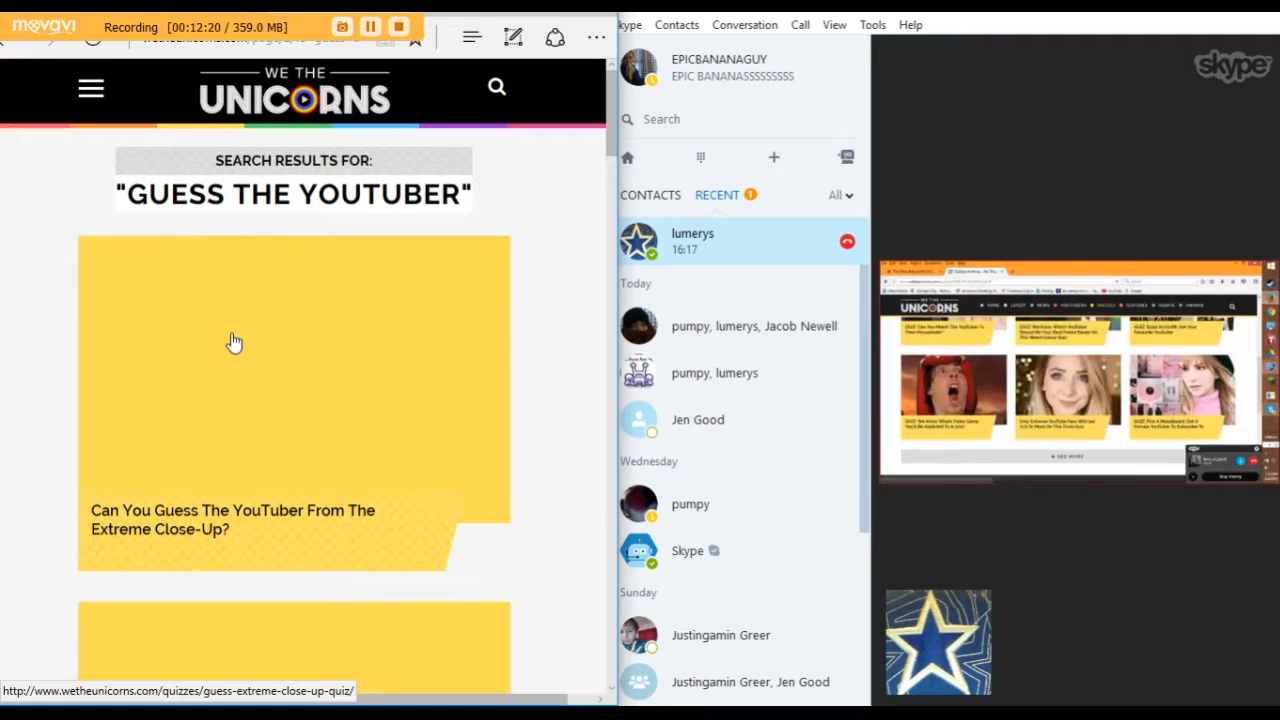 movavi
Recording [00:12:20 / 359.0 MB]
WE THE
UNICORNS
SEARCH RESULTS FOR:
"GUESS THE YOUTUBER"
Can You Guess The YouTuber From The
Extreme Close-Up?
http://www.wetheunicorns.com/quizzes/guess-extreme-close-up-quiz/
kype Contacts Conversation Call View Tools Help
EPICBANANAGUY
EPIC BANANASSSSSSSS
Search
CONTACTS RECENT 1 All
lumerys
16:17
Today
pumpy, lumerys, Jacob Newell
pumpy, lumerys
Jen Good
Wednesday
pumpy
Skype
Sunday
Justingamin Greer
Justingamin Greer, Jen Good
skype
WE THE
UNICORNS
SEE MORE